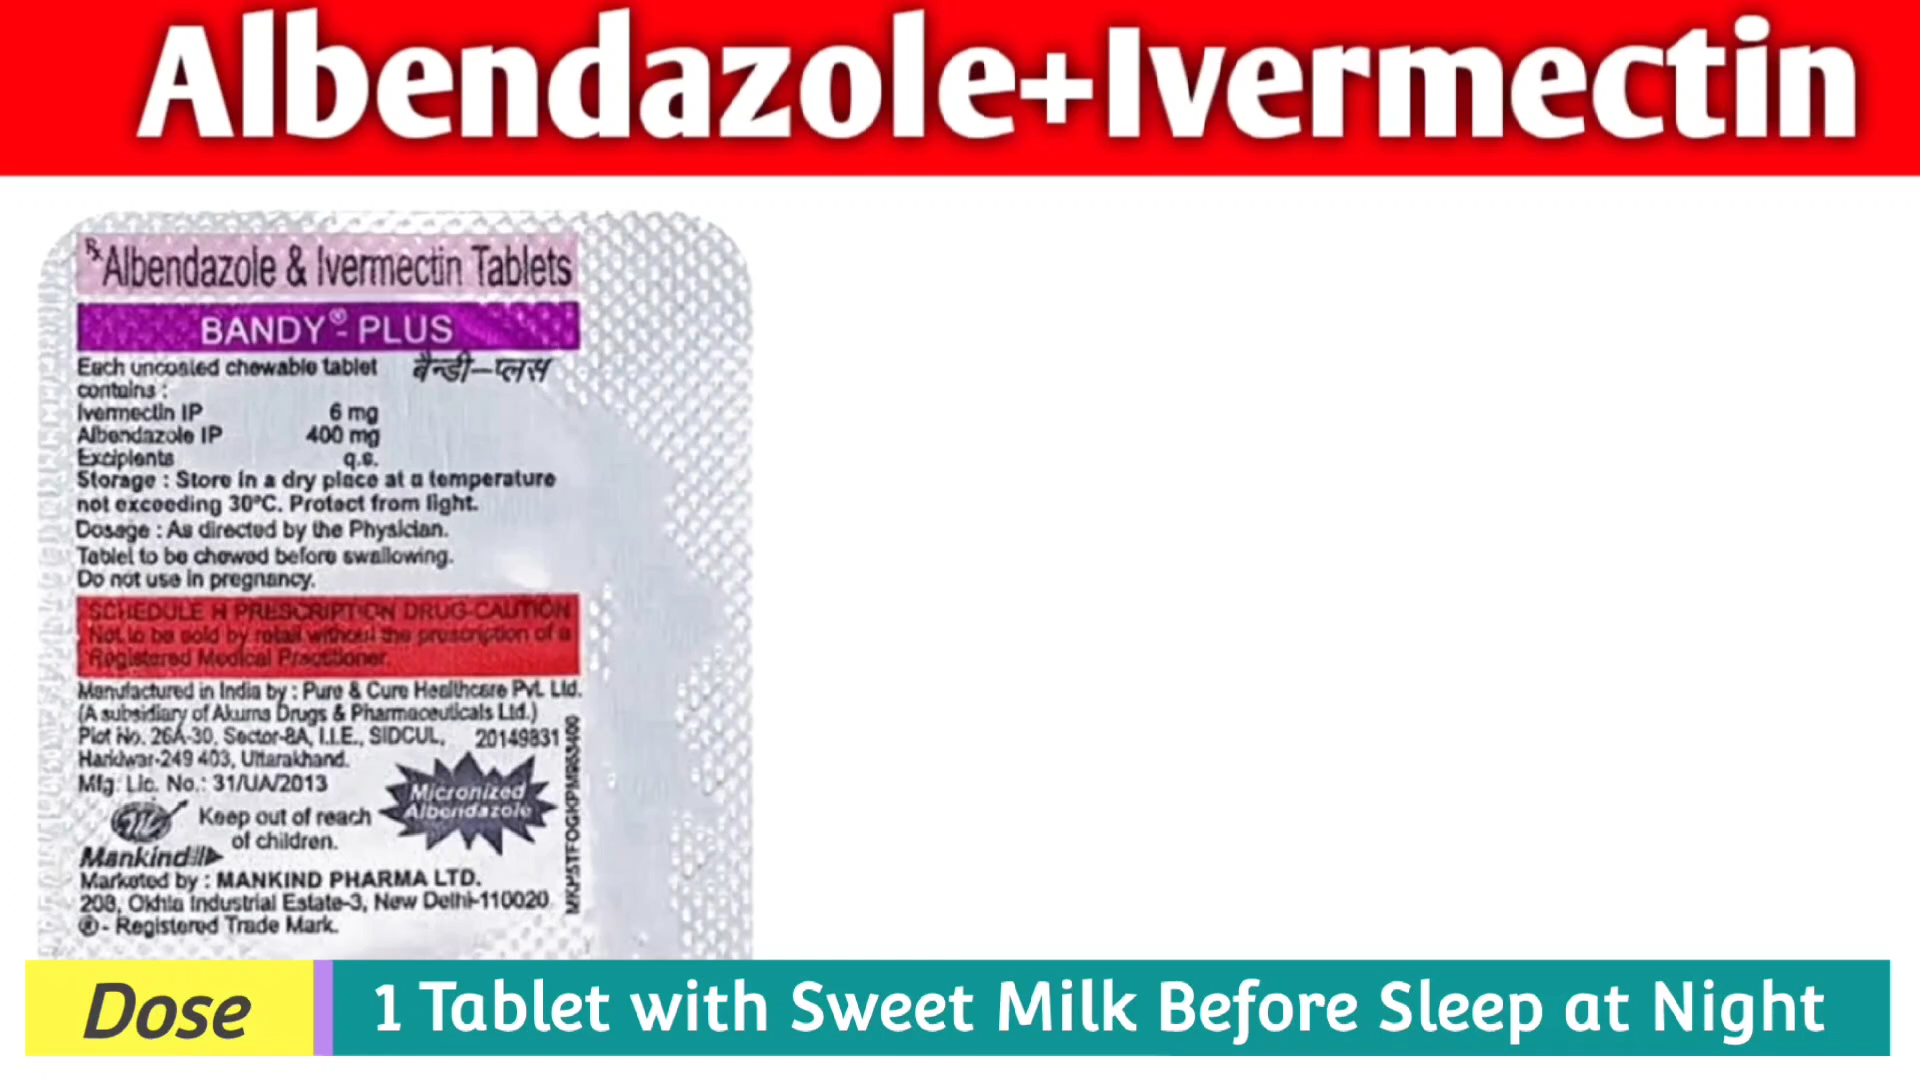 Albendazole+Ivermectin
Rx Albendazole & Ivermectin Tablets
BANDY®- PLUS
Each uncoated chewable tablet
contains :
बैन्डी–प्लस
Ivermectin IP 6 mg
Albendazole IP 400 mg
Excipients q.s.
Storage : Store in a dry place at a temperature
not exceeding 30°C. Protect from light.
Dosage : As directed by the Physician.
Tablet to be chewed before swallowing.
Do not use in pregnancy.
SCHEDULE H PRESCRIPTION DRUG-CAUTION
Not to be sold by retail without the prescription of a
Registered Medical Practitioner.
Manufactured in India by : Pure & Cure Healthcare Pvt. Ltd.
(A subsidiary of Akums Drugs & Pharmaceuticals Ltd.)
Plot No. 26A-30, Sector-8A, I.I.E., SIDCUL, 20149831
Haridwar-249 403, Uttarakhand.
Mfg. Lic. No.: 31/UA/2013
Micronized
Albendazole
Keep out of reach
of children.
Mankind
Marketed by : MANKIND PHARMA LTD.
208, Okhla Industrial Estate-3, New Delhi-110020
® - Registered Trade Mark.
Dose
1 Tablet with Sweet Milk Before Sleep at Night